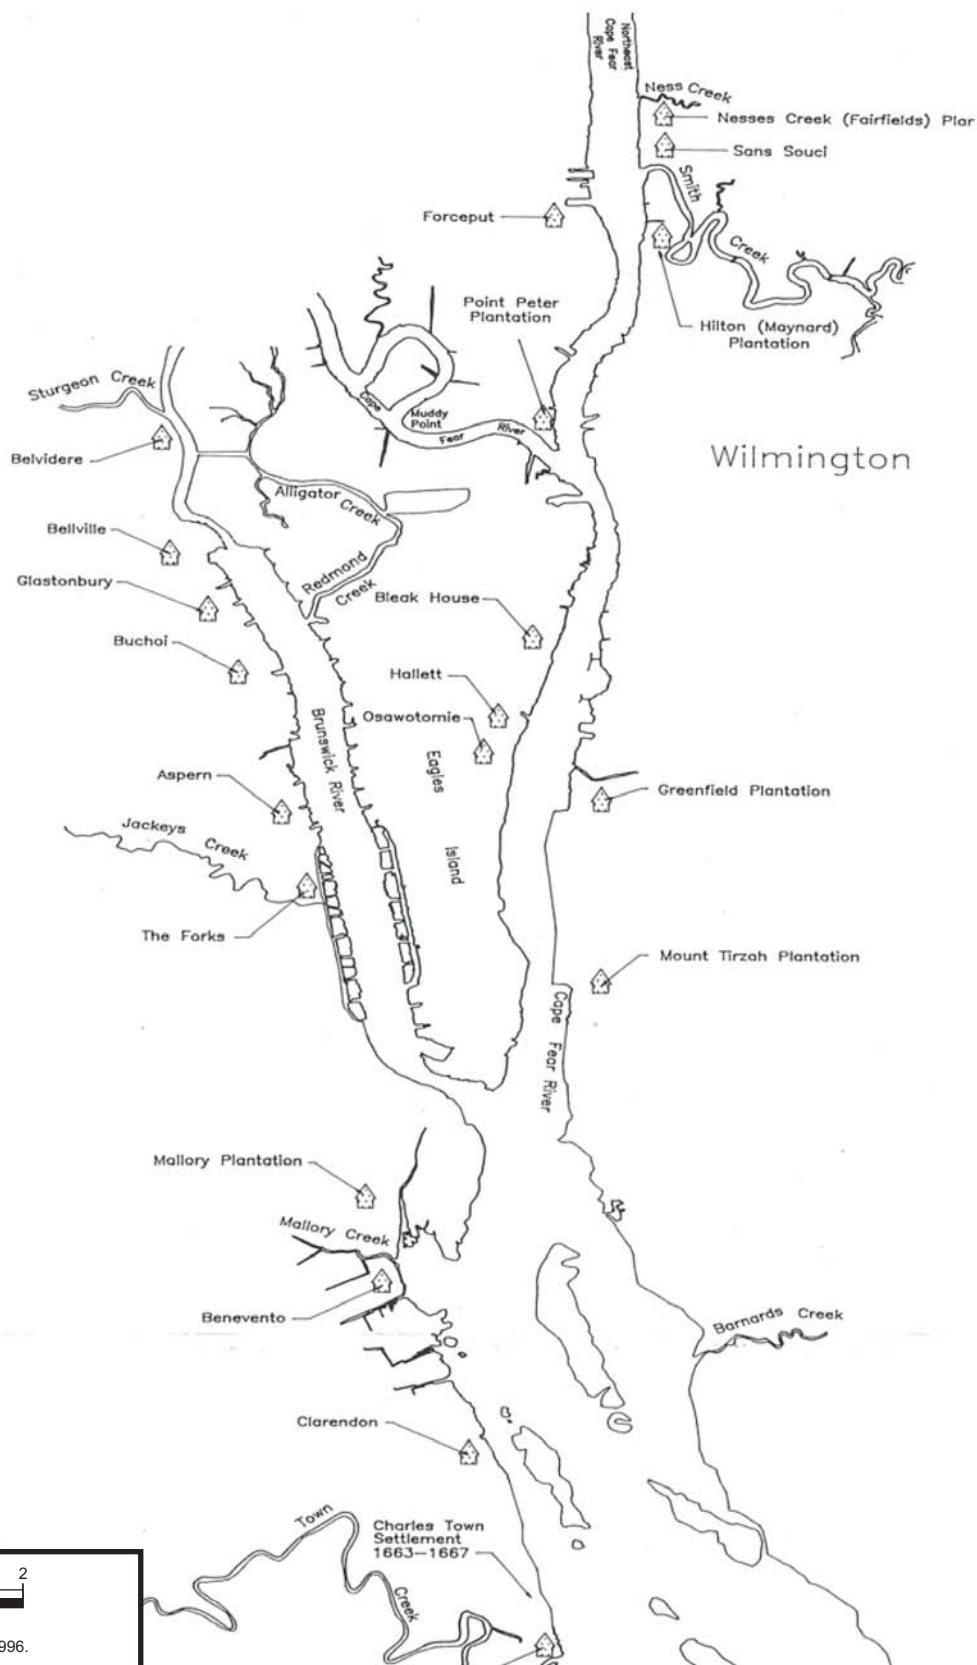 Northeast
Cape Fear
River
Ness Creek
Nesses Creek (Fairfields) Plar
Sans Souci
Smith
Creek
Forceput
Point Peter
Plantation
Hilton (Maynard)
Plantation
Sturgeon Creek
Cape
Muddy
Point
Fear River
Belvidere
Wilmington
Alligator
Creek
Bellville
Redmond
Creek
Glastonbury
Bleak House
Buchoi
Hallett
Osawotomie
Brunswick River
Eagles
Island
Aspern
Greenfield Plantation
Jackeys Creek
The Forks
Mount Tirzah Plantation
Cape Fear River
Mallory Plantation
Mallory Creek
Benevento
Barnards Creek
Clarendon
Town
Creek
Charles Town
Settlement
1663–1667
2
996.